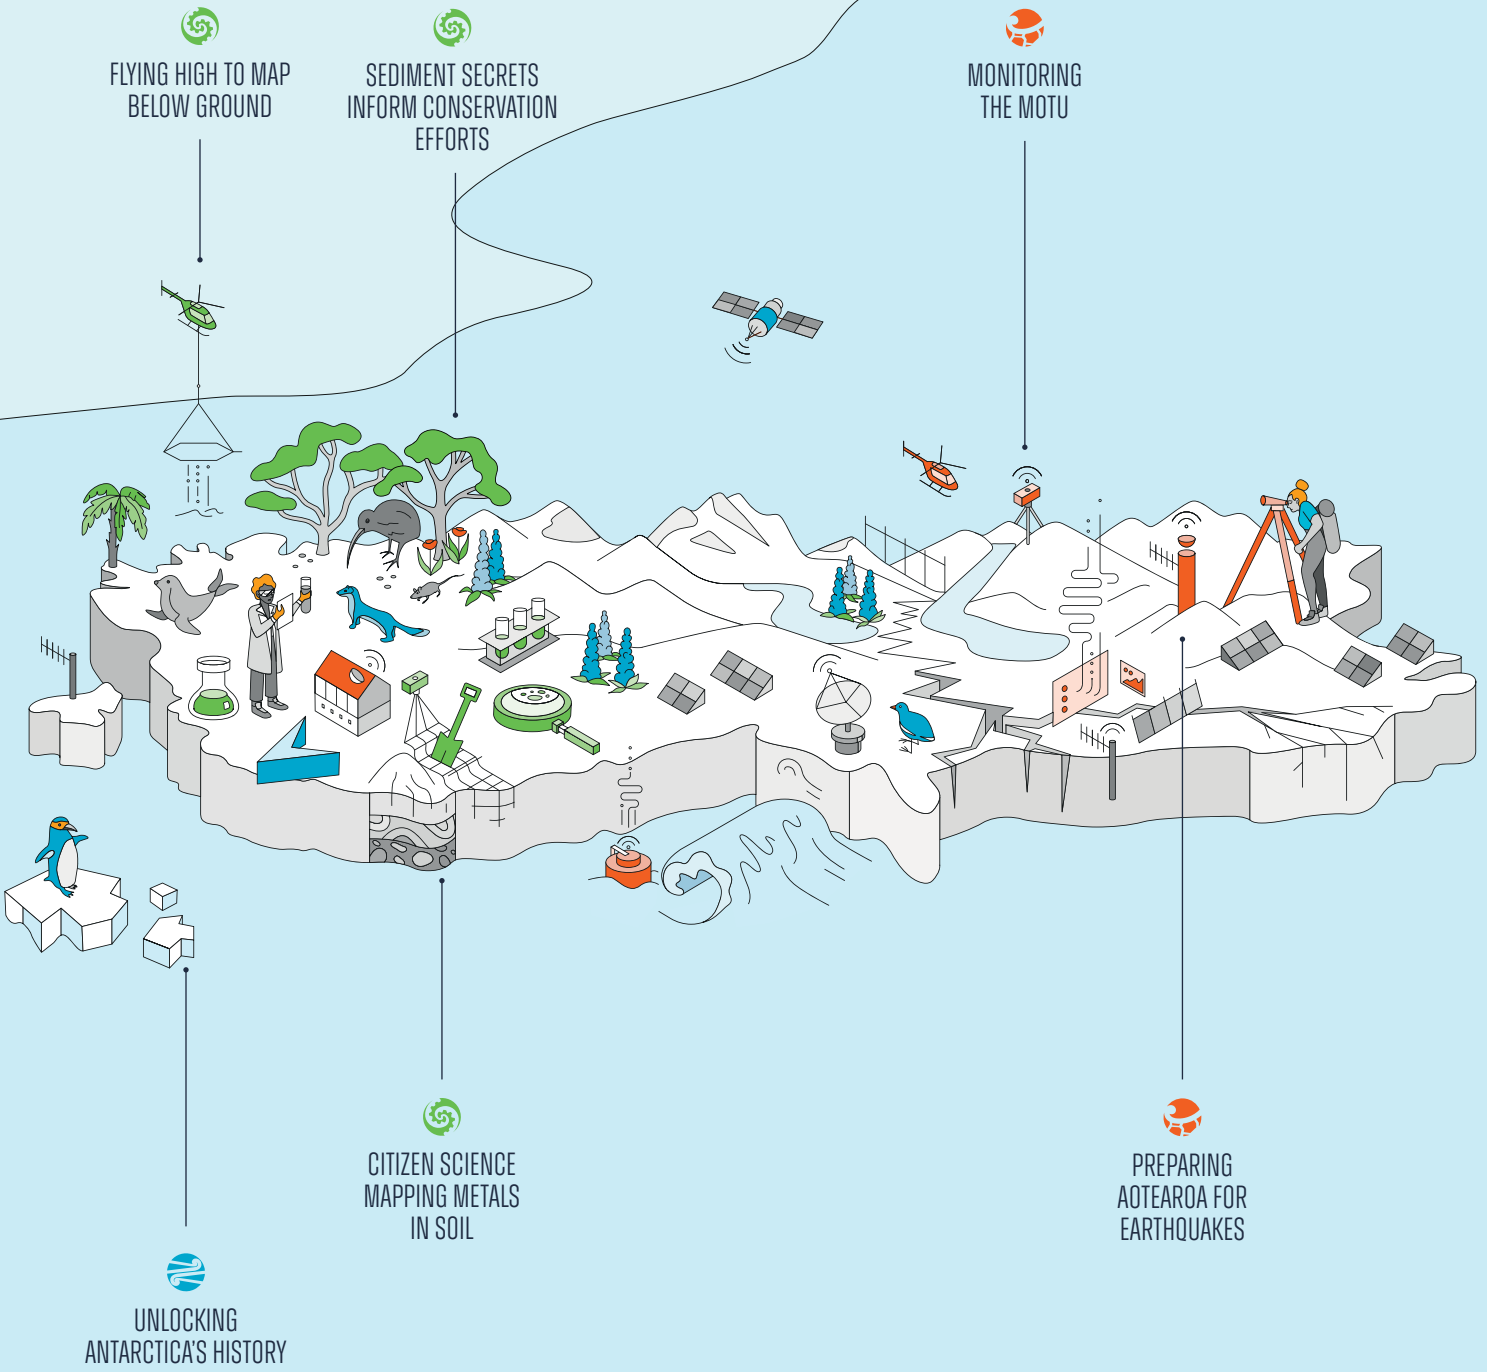 FLYING HIGH TO MAP
BELOW GROUND
SEDIMENT SECRETS
INFORM CONSERVATION
EFFORTS
MONITORING
THE MOTU
CITIZEN SCIENCE
MAPPING METALS
IN SOIL
PREPARING
AOTEAROA FOR
EARTHQUAKES
UNLOCKING
ANTARCTICA'S HISTORY